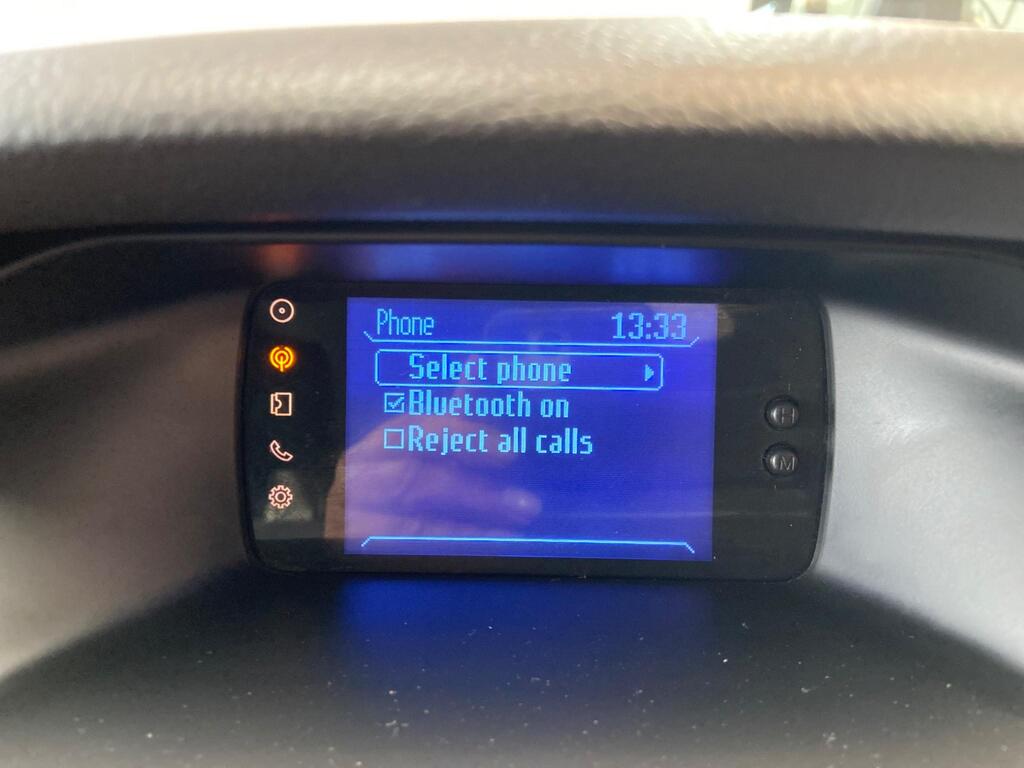 Phone 13:33
Select phone
Bluetooth on
Reject all calls
H
M